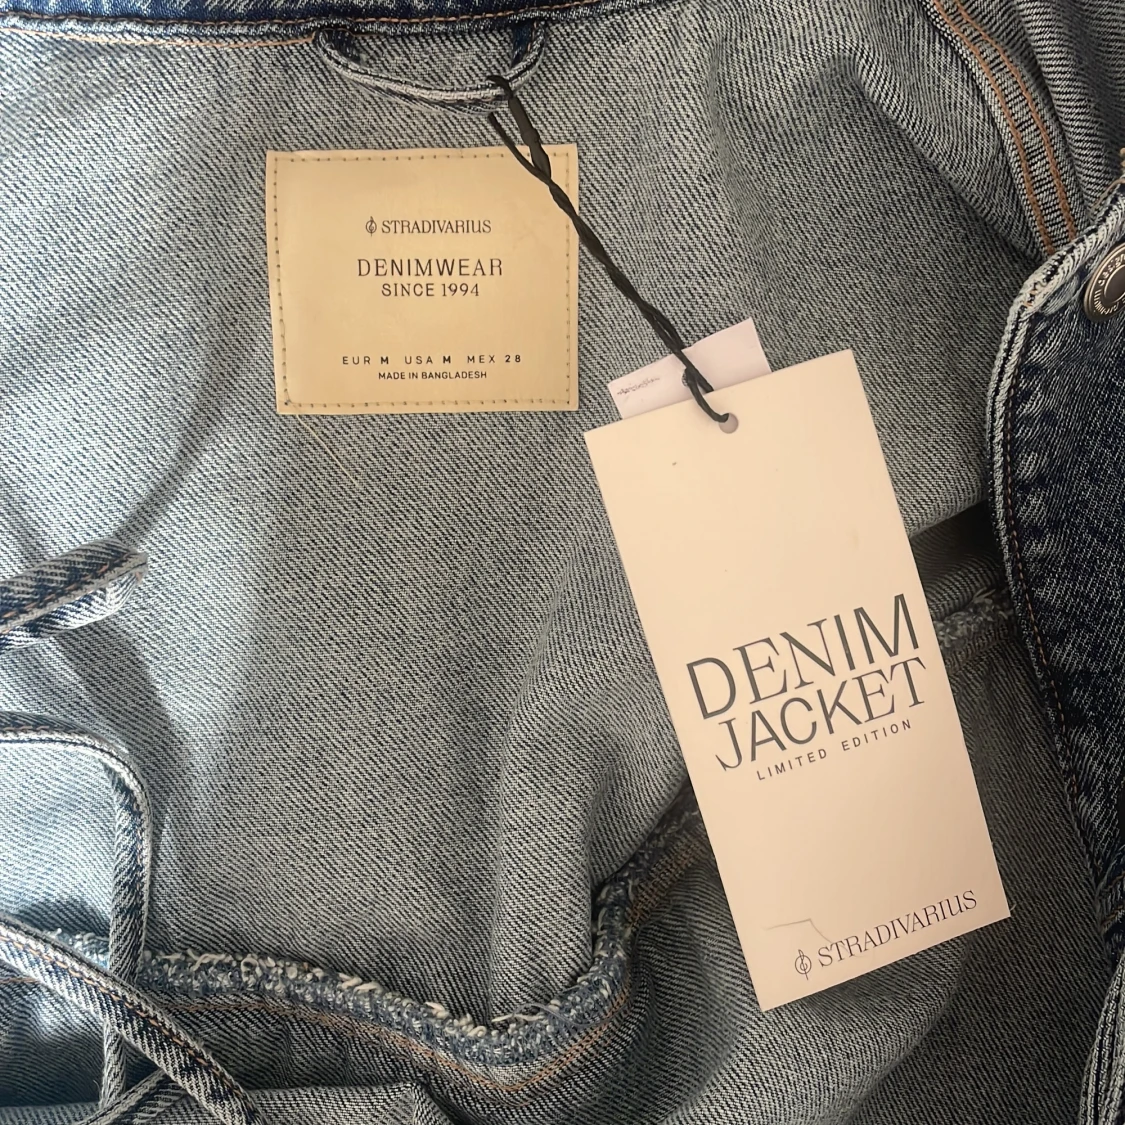 STRADIVARIUS
DENIMWEAR
SINCE 1994
EUR M USA M MEX 28
MADE IN BANGLADESH
DENIM
JACKET
LIMITED EDITION
STRADIVARIUS